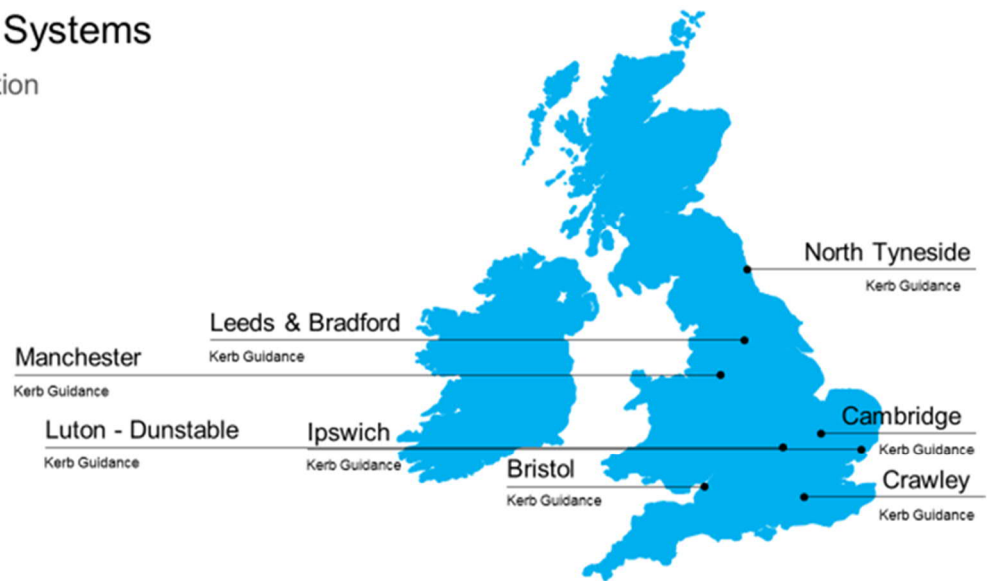 Systems
North Tyneside
Kerb Guidance
Leeds & Bradford
Kerb Guidance
Manchester
Kerb Guidance
Luton - Dunstable
Kerb Guidance
Ipswich
Kerb Guidance
Bristol
Kerb Guidance
Cambridge
Kerb Guidance
Crawley
Kerb Guidance